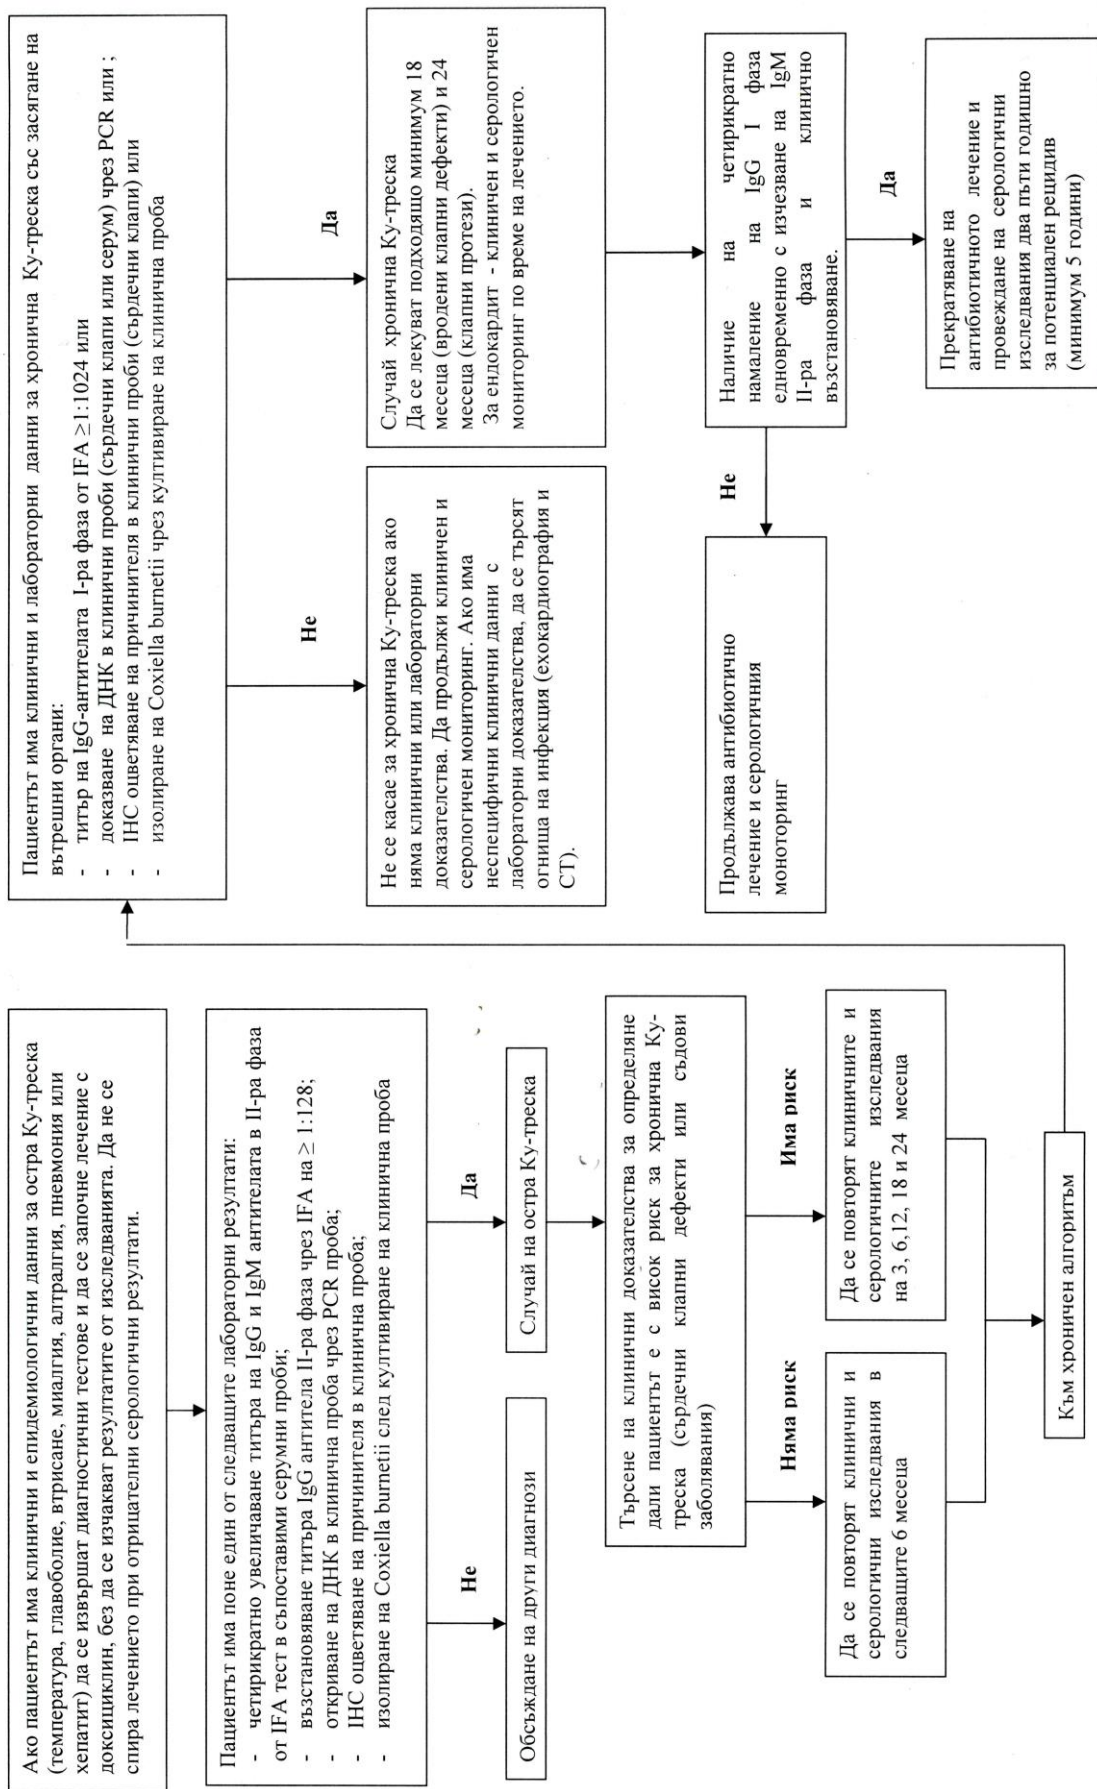 Ако пациентът има клинични и епидемиологични данни за остра Ку-треска
(температура, главоболие, втрисане, миалгия, алтралгия, пневмония или
хепатит) да се извършат диагностични тестове и да се започне лечение с
доксициклин, без да се изчакват резултатите от изследванията. Да не се
спира лечението при отрицателни серологични резултати.
Пациентът има поне един от следващите лабораторни резултати:
- четирикратно увеличаване титъра на IgG и IgM антителата в II-ра фаза
от IFA тест в съпоставими серумни проби;
- възстановяване титъра IgG антитела II-ра фаза чрез IFA на ≥ 1:128;
- откриване на ДНК в клинична проба чрез PCR проба;
- IHC оцветяване на причинителя в клинична проба;
- изолиране на Coxiella burnetii след култивиране на клинична проба
Не
Да
Обсъждане на други диагнози
Случай на остра Ку-треска
Търсене на клинични доказателства за определяне
дали пациентът е с висок риск за хронична Ку-
треска (сърдечни клапни дефекти или съдови
заболявания)
Няма риск
Има риск
Да се повторят клинични и
серологични изследвания в
следващите 6 месеца
Да се повторят клиничните и
серологичните изследвания
на 3, 6,12, 18 и 24 месеца
Към хроничен алгоритъм
Пациентът има клинични и лабораторни данни за хронична Ку-треска със засягане на
вътрешни органи:
- титър на IgG-антителата I-ра фаза от IFA ≥1:1024 или
- доказване на ДНК в клинични проби (сърдечни клапи или серум) чрез PCR или ;
- IHC оцветяване на причинителя в клинични проби (сърдечни клапи) или
- изолиране на Coxiella burnetii чрез култивиране на клинична проба
Не
Да
Не се касае за хронична Ку-треска ако
няма клинични или лабораторни
доказателства. Да продължи клиничен и
серологичен мониторинг. Ако има
неспецифични клинични данни с
лабораторни доказателства, да се търсят
огнища на инфекция (ехокардиография и
СТ).
Случай хронична Ку-треска
Да се лекуват подходящо минимум 18
месеца (вродени клапни дефекти) и 24
месеца (клапни протези).
За ендокардит - клиничен и серологичен
мониторинг по време на лечението.
Наличие на четирикратно
намаление на IgG I фаза
едновременно с изчезване на IgM
II-ра фаза и клинично
възстановяване.
Не
Да
Продължава антибиотично
лечение и серологичния
моноторинг
Прекратяване на
антибиотичното лечение и
провеждане на серологични
изследвания два пъти годишно
за потенциален рецидив
(минимум 5 години)